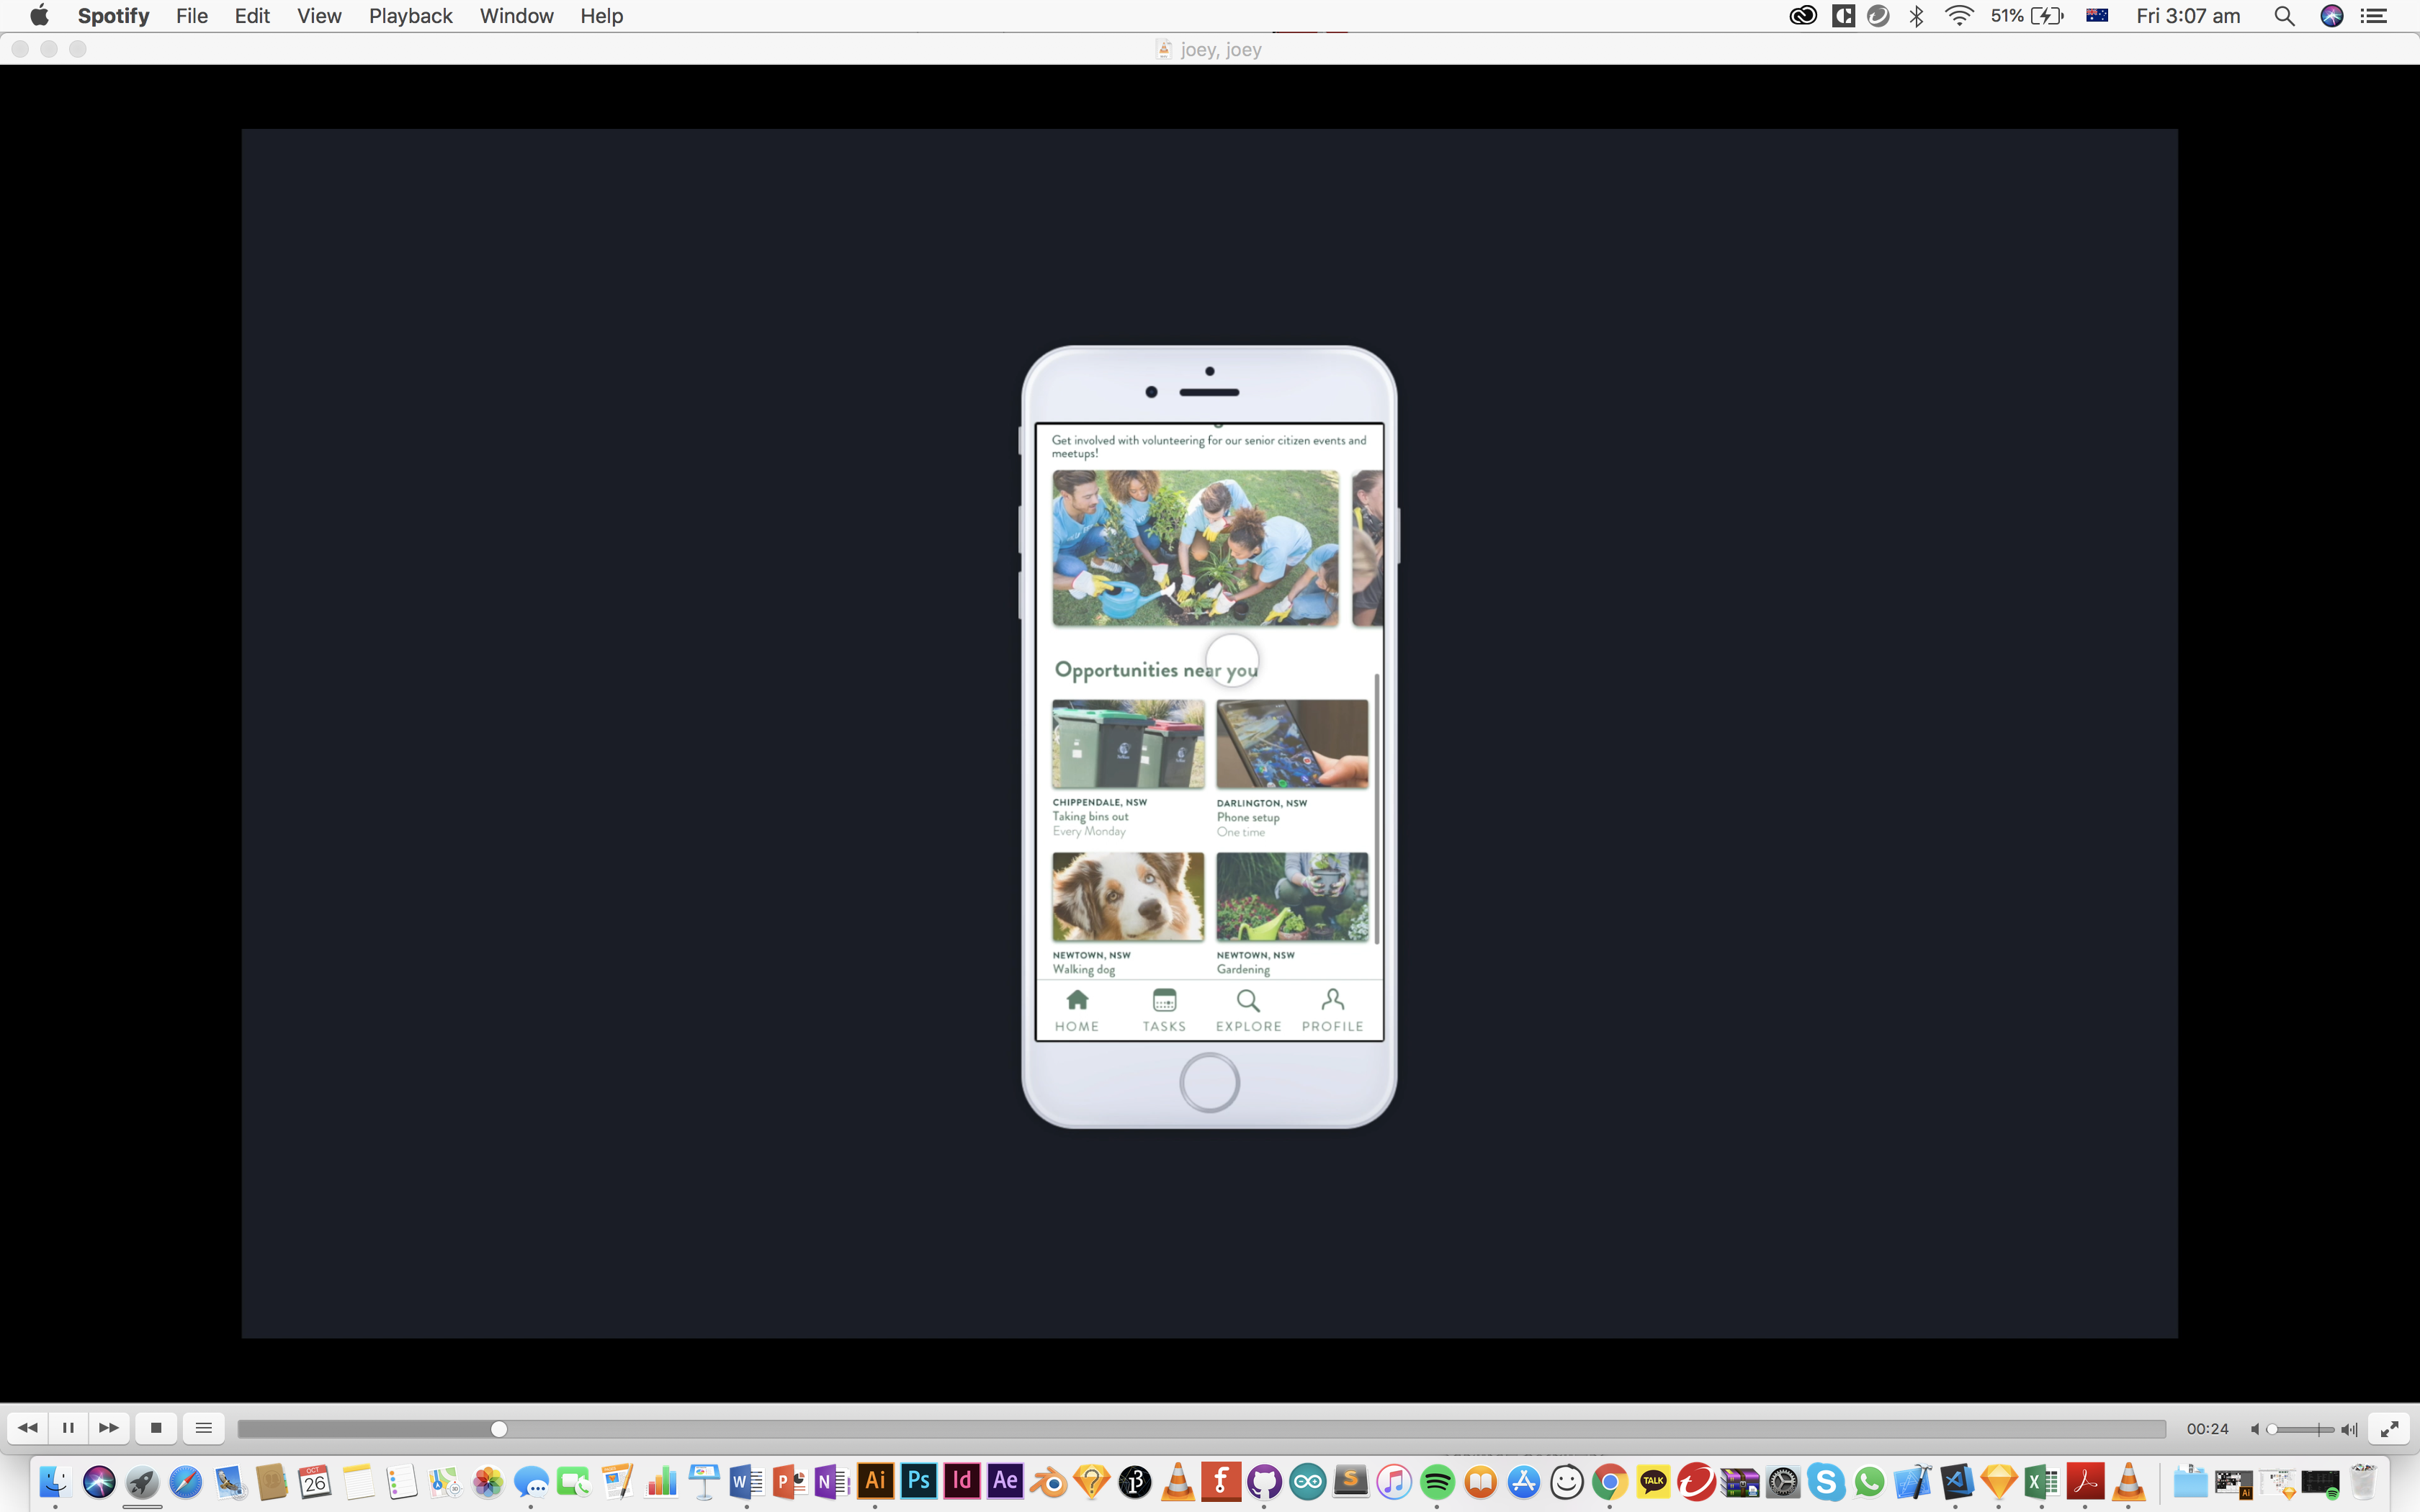 Spotify File Edit View Playback Window Help
51% Fri 3:07 am
joey, joey
Get involved with volunteering for our senior citizen events and
meetups!
Opportunities near you
CHIPPENDALE, NSW
Taking bins out
Every Monday
DARLINGTON, NSW
Phone setup
One time
NEWTOWN, NSW
Walking dog
NEWTOWN, NSW
Gardening
HOME TASKS EXPLORE PROFILE
00:24
OCT
26
W P N Ai Ps Id Ae f S TALK S X
Ai